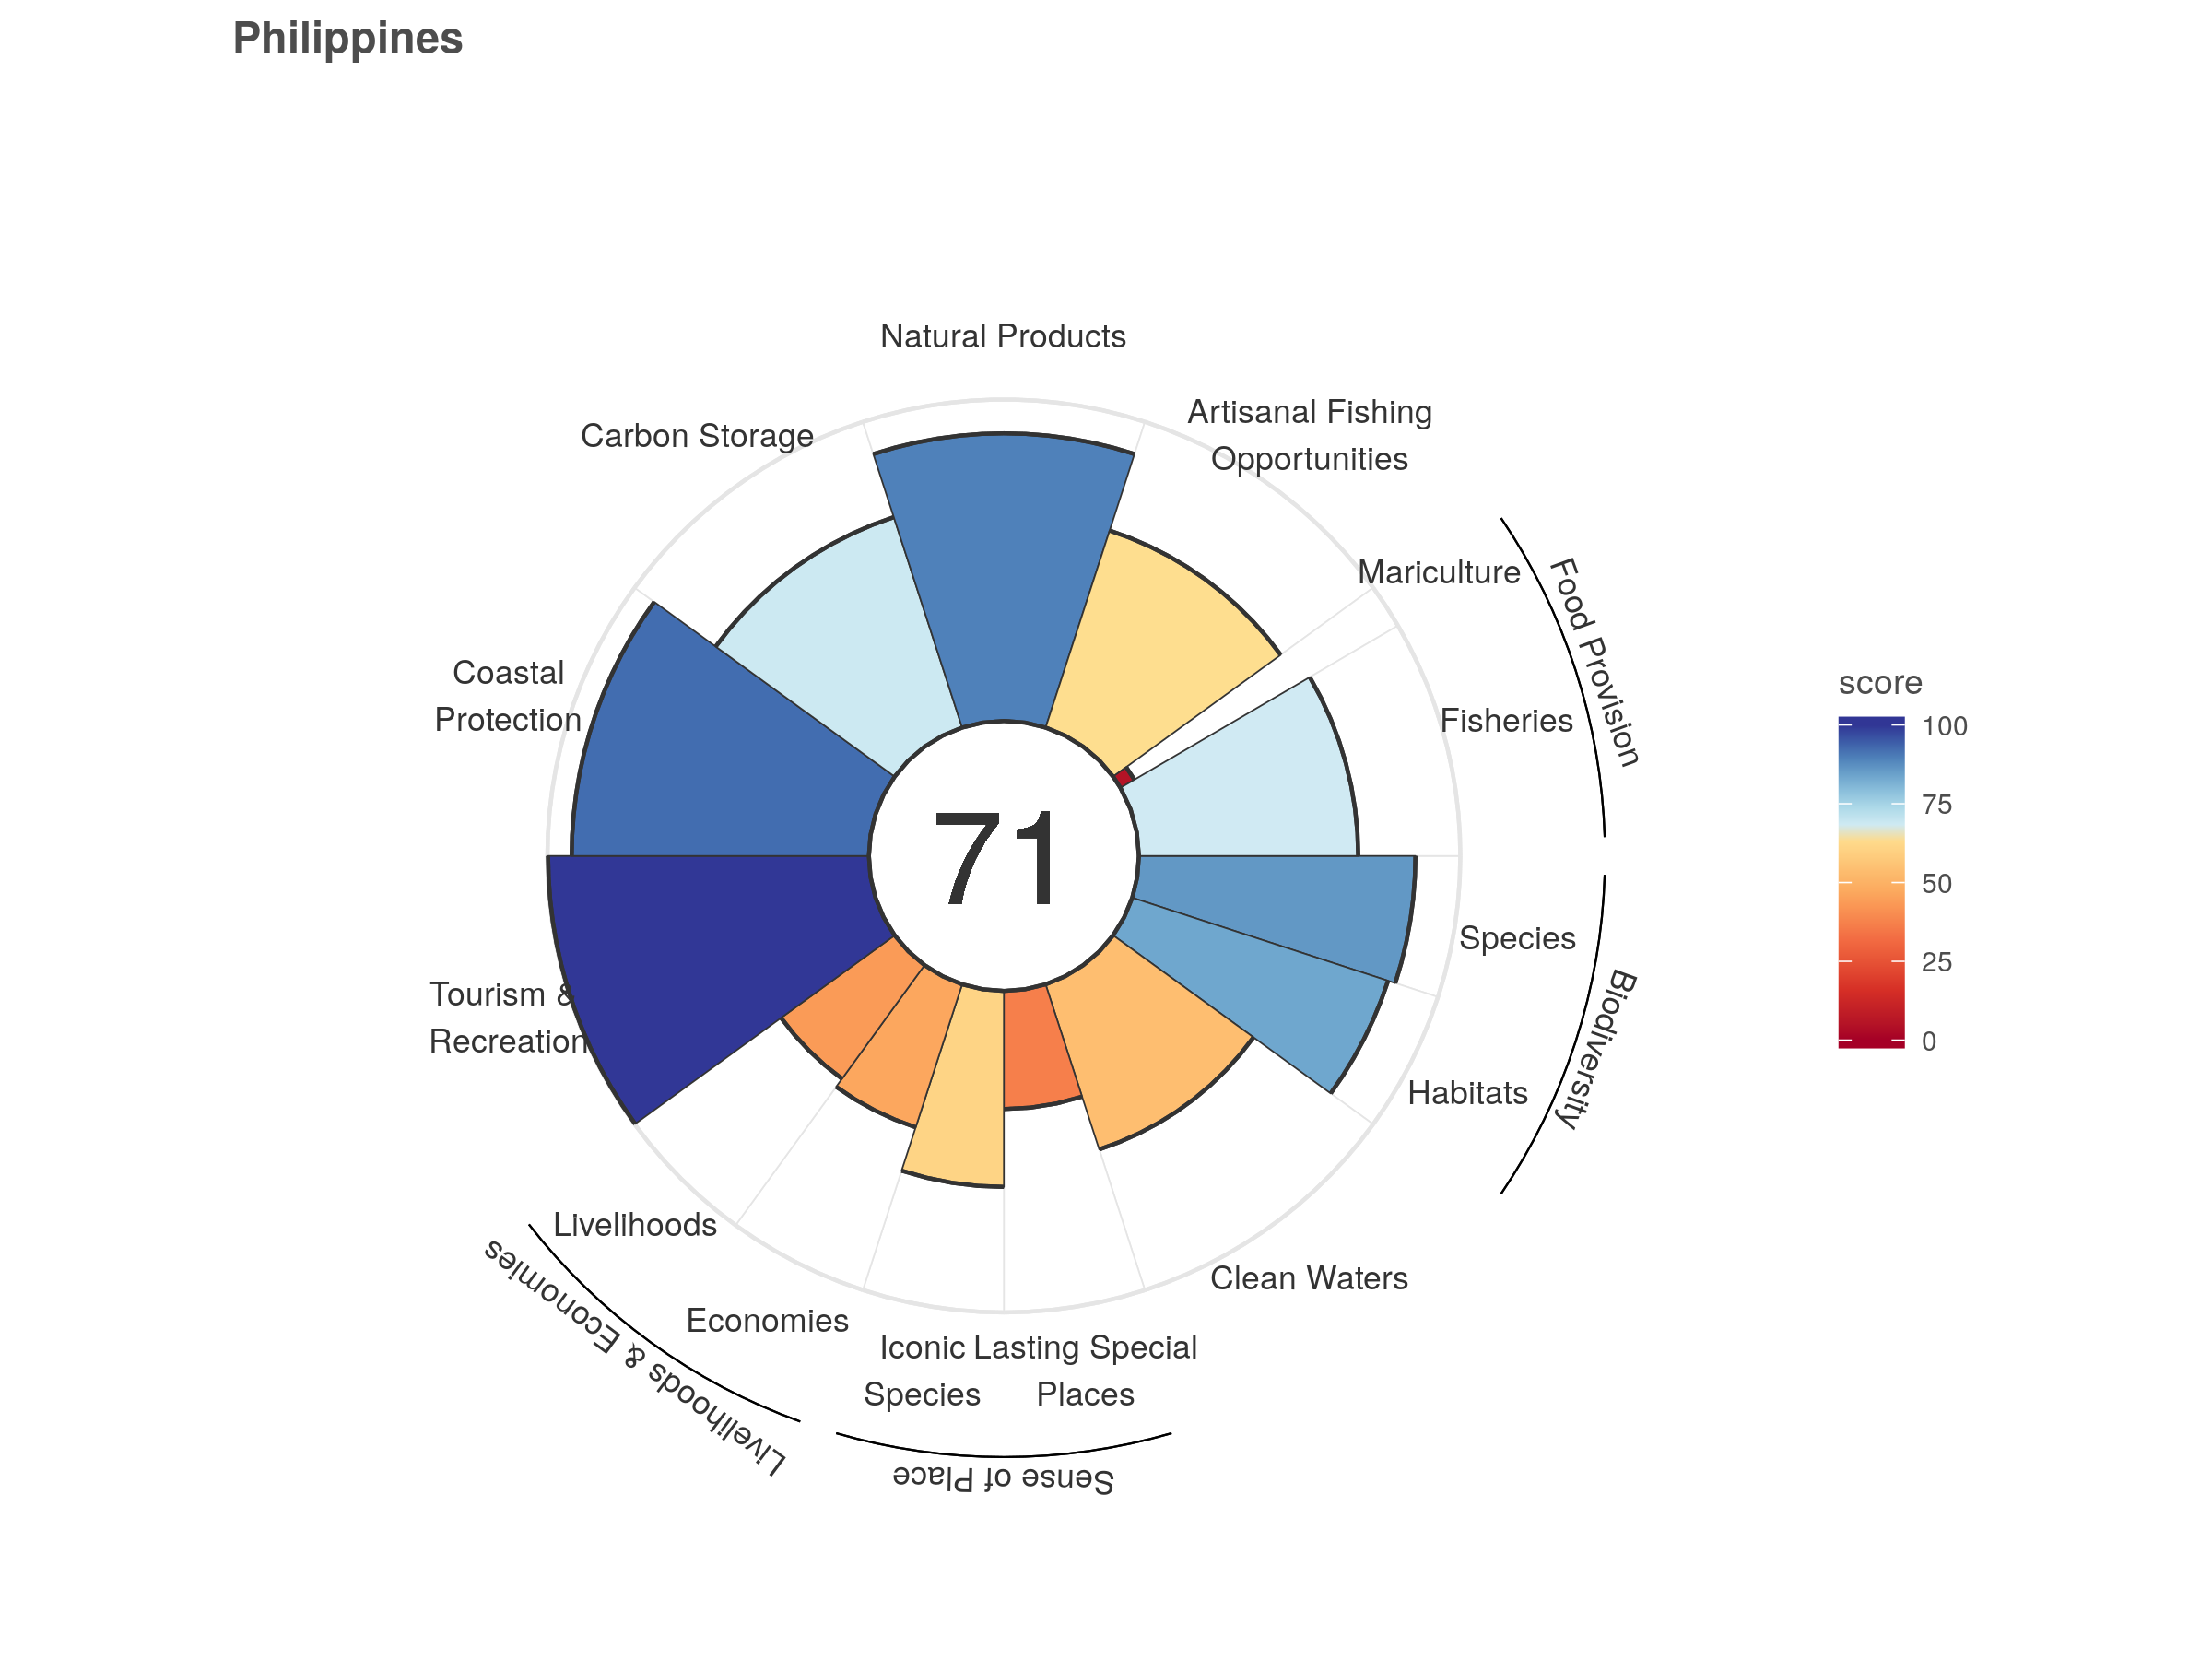 Philippines
Natural Products
Artisanal Fishing
Opportunities
Carbon Storage
Mariculture
Food Provision
Coastal
Protection
Fisheries
score
100
75
50
25
0
71
Species
Biodiversity
Tourism &
Recreation
Habitats
Livelihoods
Livelihoods & Economies
Clean Waters
Economies
Iconic
Species
Lasting Special
Places
Sense of Place